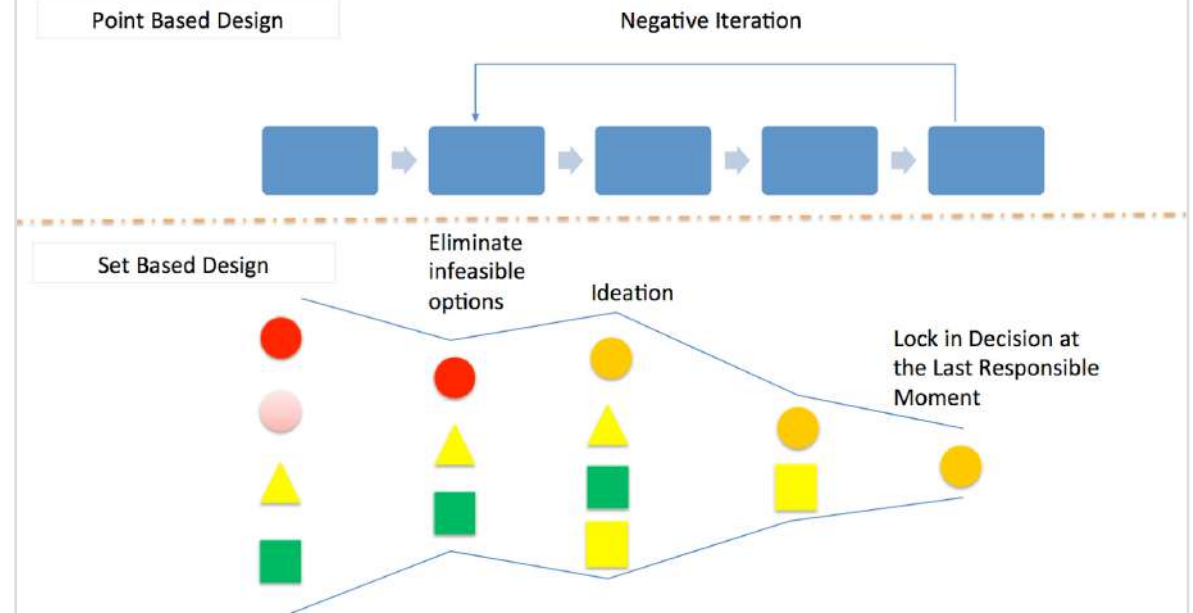 Point Based Design
Negative Iteration
Set Based Design
Eliminate
infeasible
options
Ideation
Lock in Decision at
the Last Responsible
Moment